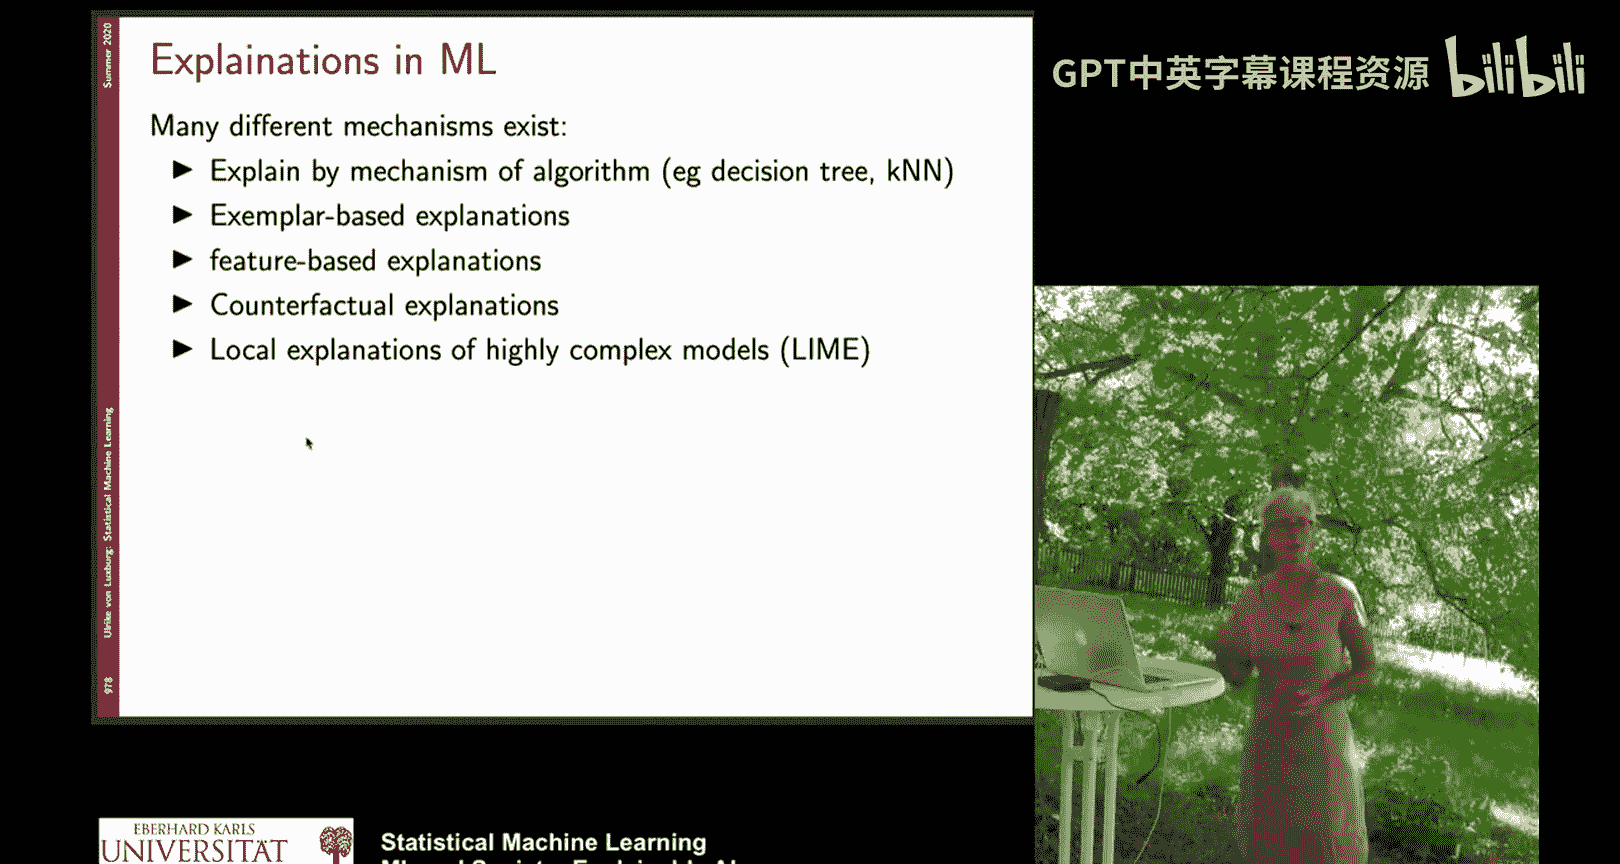 Summer 2020
Explainations in ML
Many different mechanisms exist:
Explain by mechanism of algorithm (eg decision tree, kNN)
Exemplar-based explanations
feature-based explanations
Counterfactual explanations
Local explanations of highly complex models (LIME)
Ulrike von Luxburg: Statistical Machine Learning
978
GPT中英字幕课程资源
bilibili
EBERHARD KARLS
UNIVERSITÄT
Statistical Machine Learning